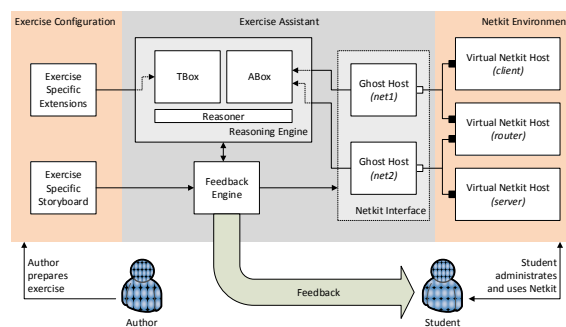 Exercise Configuration
Exercise Assistant
Netkit Environment
Exercise
Specific
Extensions
TBox
ABox
Reasoner
Reasoning Engine
Ghost Host
(net1)
Virtual Netkit Host
(client)
Virtual Netkit Host
(router)
Exercise
Specific
Storyboard
Feedback
Engine
Ghost Host
(net2)
Netkit Interface
Virtual Netkit Host
(server)
Author
prepares
exercise
Feedback
Student
administrates
and uses Netkit
Author
Student